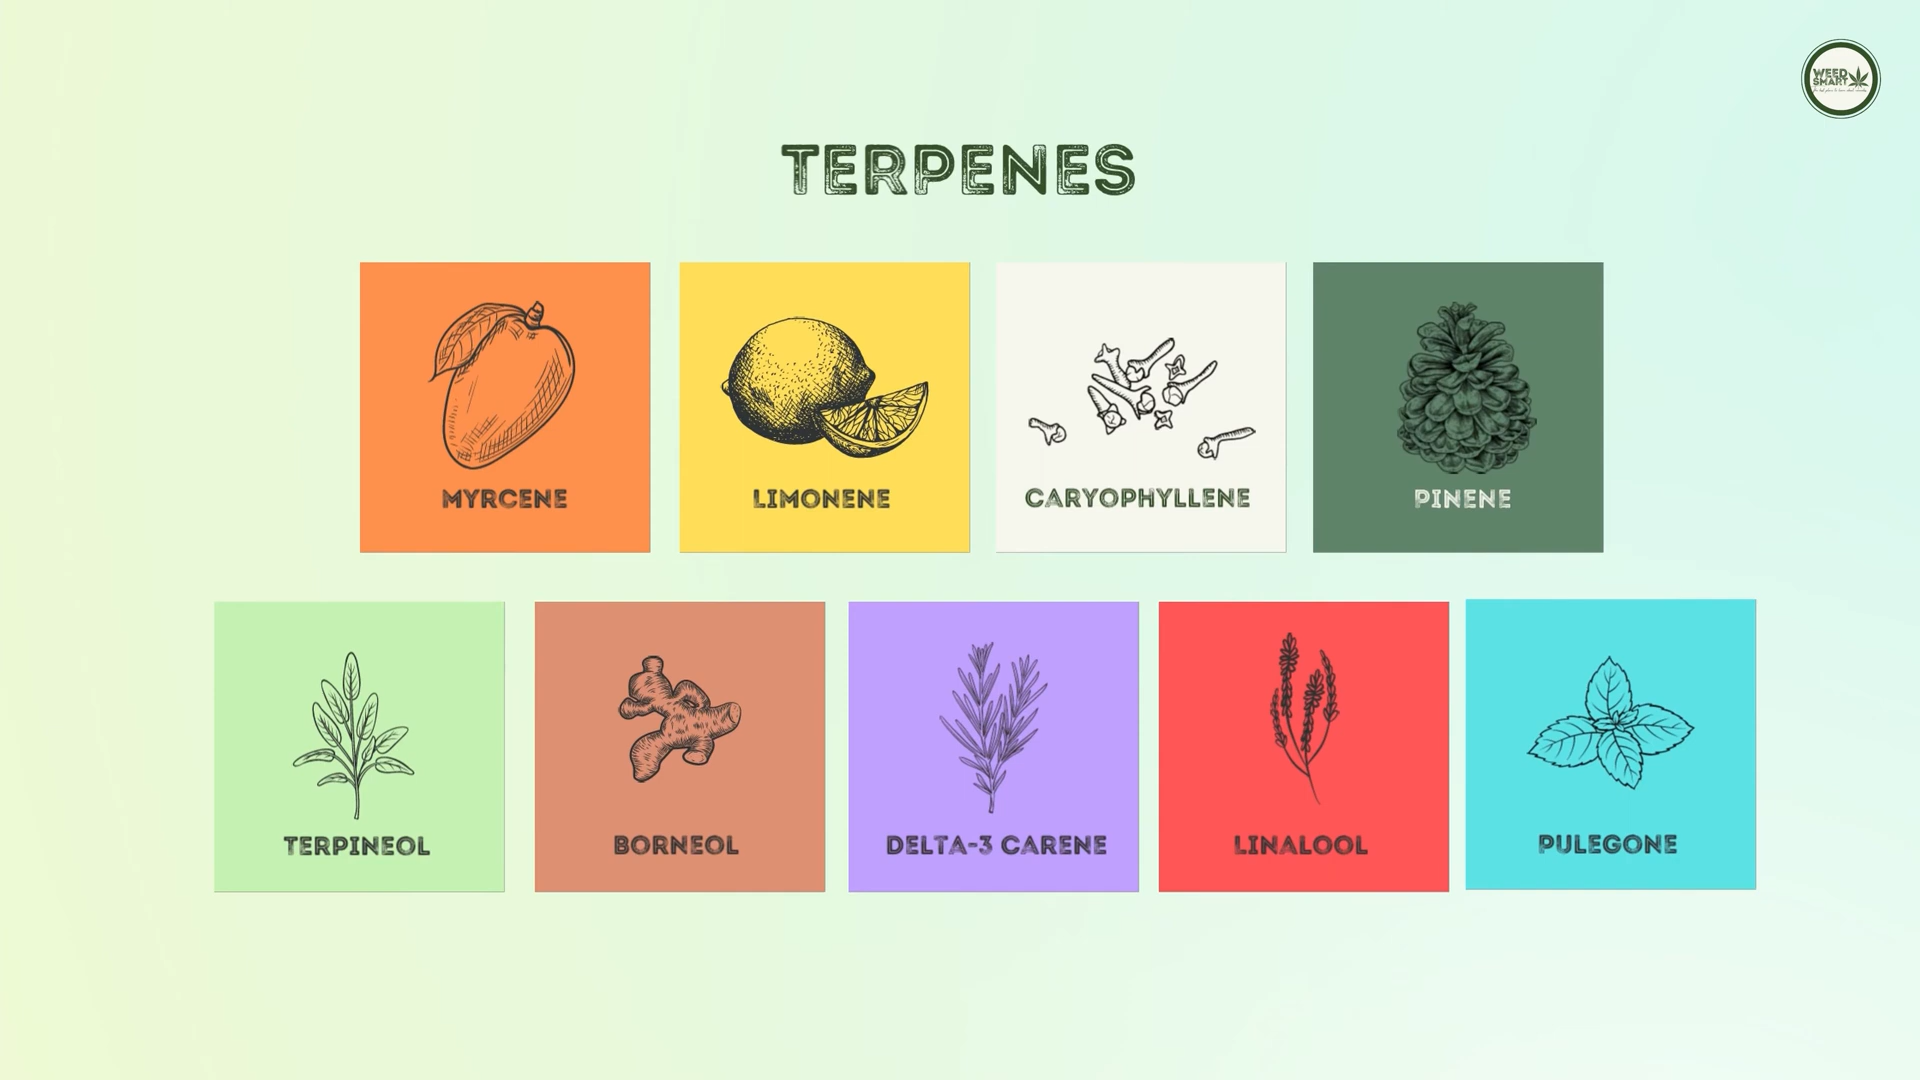 WEED
SMART
TERPENES
MYRCENE
LIMONENE
CARYOPHYLLENE
PINENE
TERPINEOL
BORNEOL
DELTA-3 CARENE
LINALOOL
PULEGONE